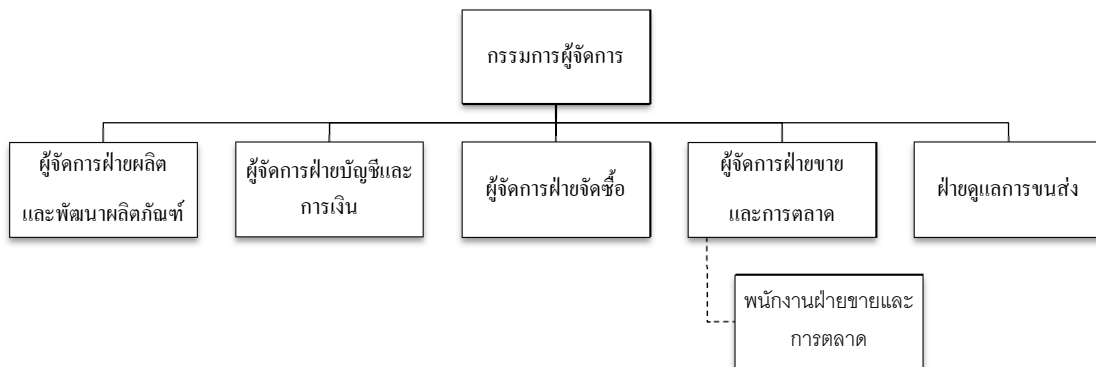 กรรมการผู้จัดการ
ผู้จัดการฝ่ายผลิต
และพัฒนาผลิตภัณฑ์
ผู้จัดการฝ่ายบัญชีและ
การเงิน
ผู้จัดการฝ่ายจัดซื้อ
ผู้จัดการฝ่ายขาย
และการตลาด
ฝ่ายดูแลการขนส่ง
พนักงานฝ่ายขายและ
การตลาด